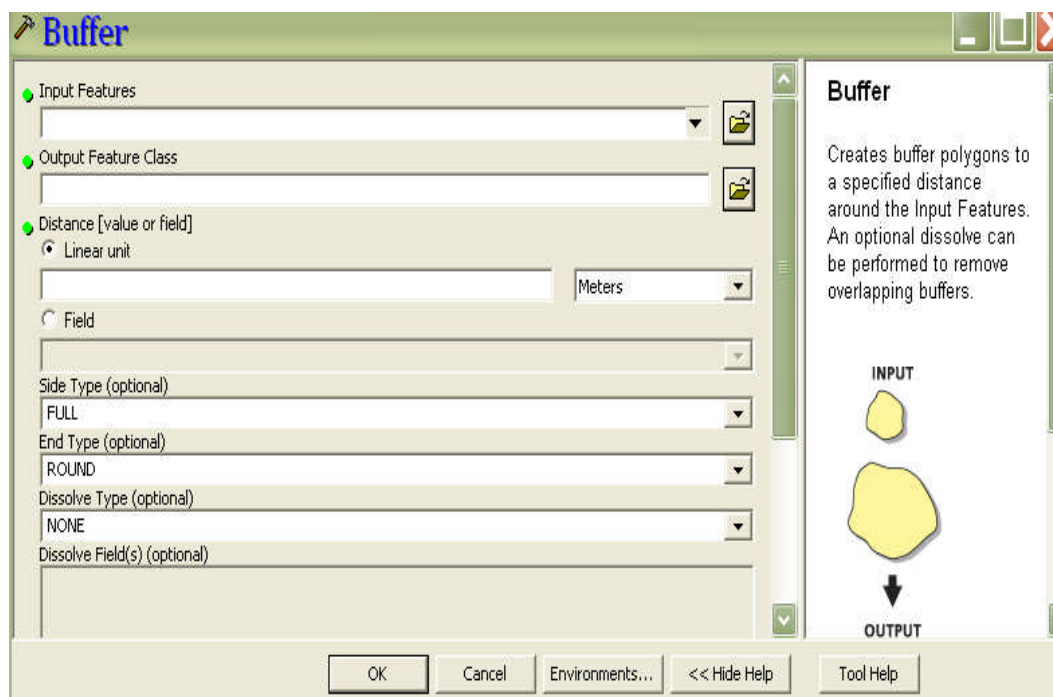 Buffer
Input Features
Output Feature Class
Distance [value or field]
Linear unit
Meters
Field
Side Type (optional)
FULL
End Type (optional)
ROUND
Dissolve Type (optional)
NONE
Dissolve Field(s) (optional)
OK
Cancel
Environments...
<< Hide Help
Tool Help
Buffer
Creates buffer polygons to
a specified distance
around the Input Features.
An optional dissolve can
be performed to remove
overlapping buffers.
INPUT
OUTPUT